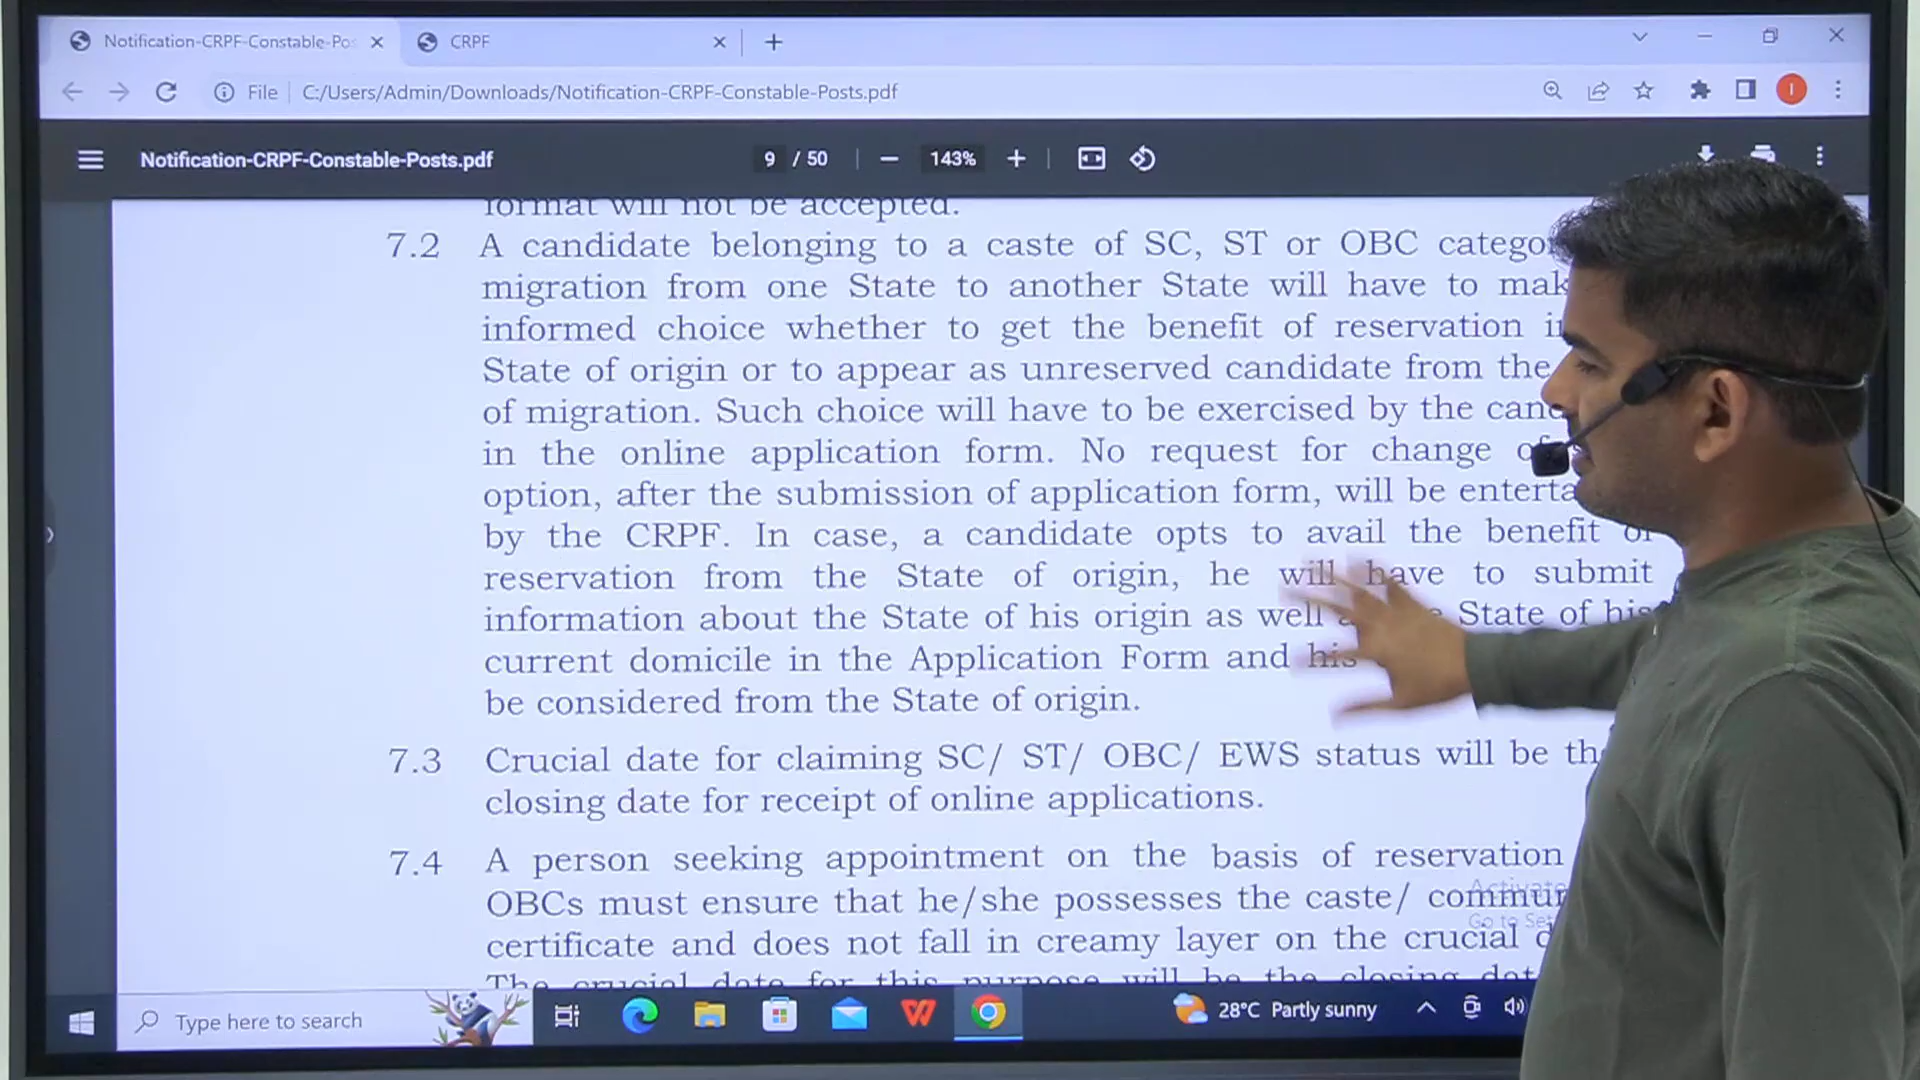 Notification-CRPF-Constable-Po
CRPF
File C:/Users/Admin/Downloads/Notification-CRPF-Constable-Posts.pdf
Notification-CRPF-Constable-Posts.pdf 9 / 50 143%
format will not be accepted.
7.2 A candidate belonging to a caste of SC, ST or OBC
migration from one State to another State will have to
informed choice whether to get the benefit of reservation
State of origin or to appear as unreserved candidate from the
of migration. Such choice will have to be exercised by the
in the online application form. No request for change
option, after the submission of application form, will be
by the CRPF. In case, a candidate opts to avail the benefit of
reservation from the State of origin, he will have to submit
information about the State of his origin as well State of his
current domicile in the Application Form and his
be considered from the State of origin.
7.3 Crucial date for claiming SC/ ST/ OBC/ EWS status will be
closing date for receipt of online applications.
7.4 A person seeking appointment on the basis of reservation
OBCs must ensure that he/she possesses the caste/
certificate and does not fall in creamy layer on the crucial
The crucial date for this purpose will be the closing
Activate
Go to
Type here to search 28°C Partly sunny